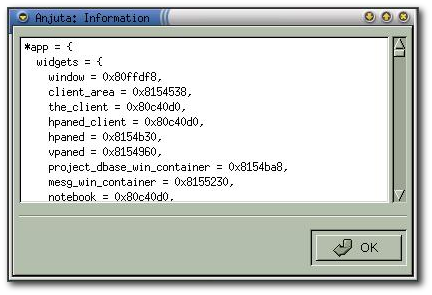 Anjuta: Information
*app = {
widgets = {
window = 0x80ffdf8,
client_area = 0x8154538,
the_client = 0x80c40d0,
hpaned_client = 0x80c40d0,
hpaned = 0x8154b30,
vpaned = 0x8154960,
project_dbase_win_container = 0x8154ba8,
mesg_win_container = 0x8155230,
notebook = 0x80c40d0,
OK